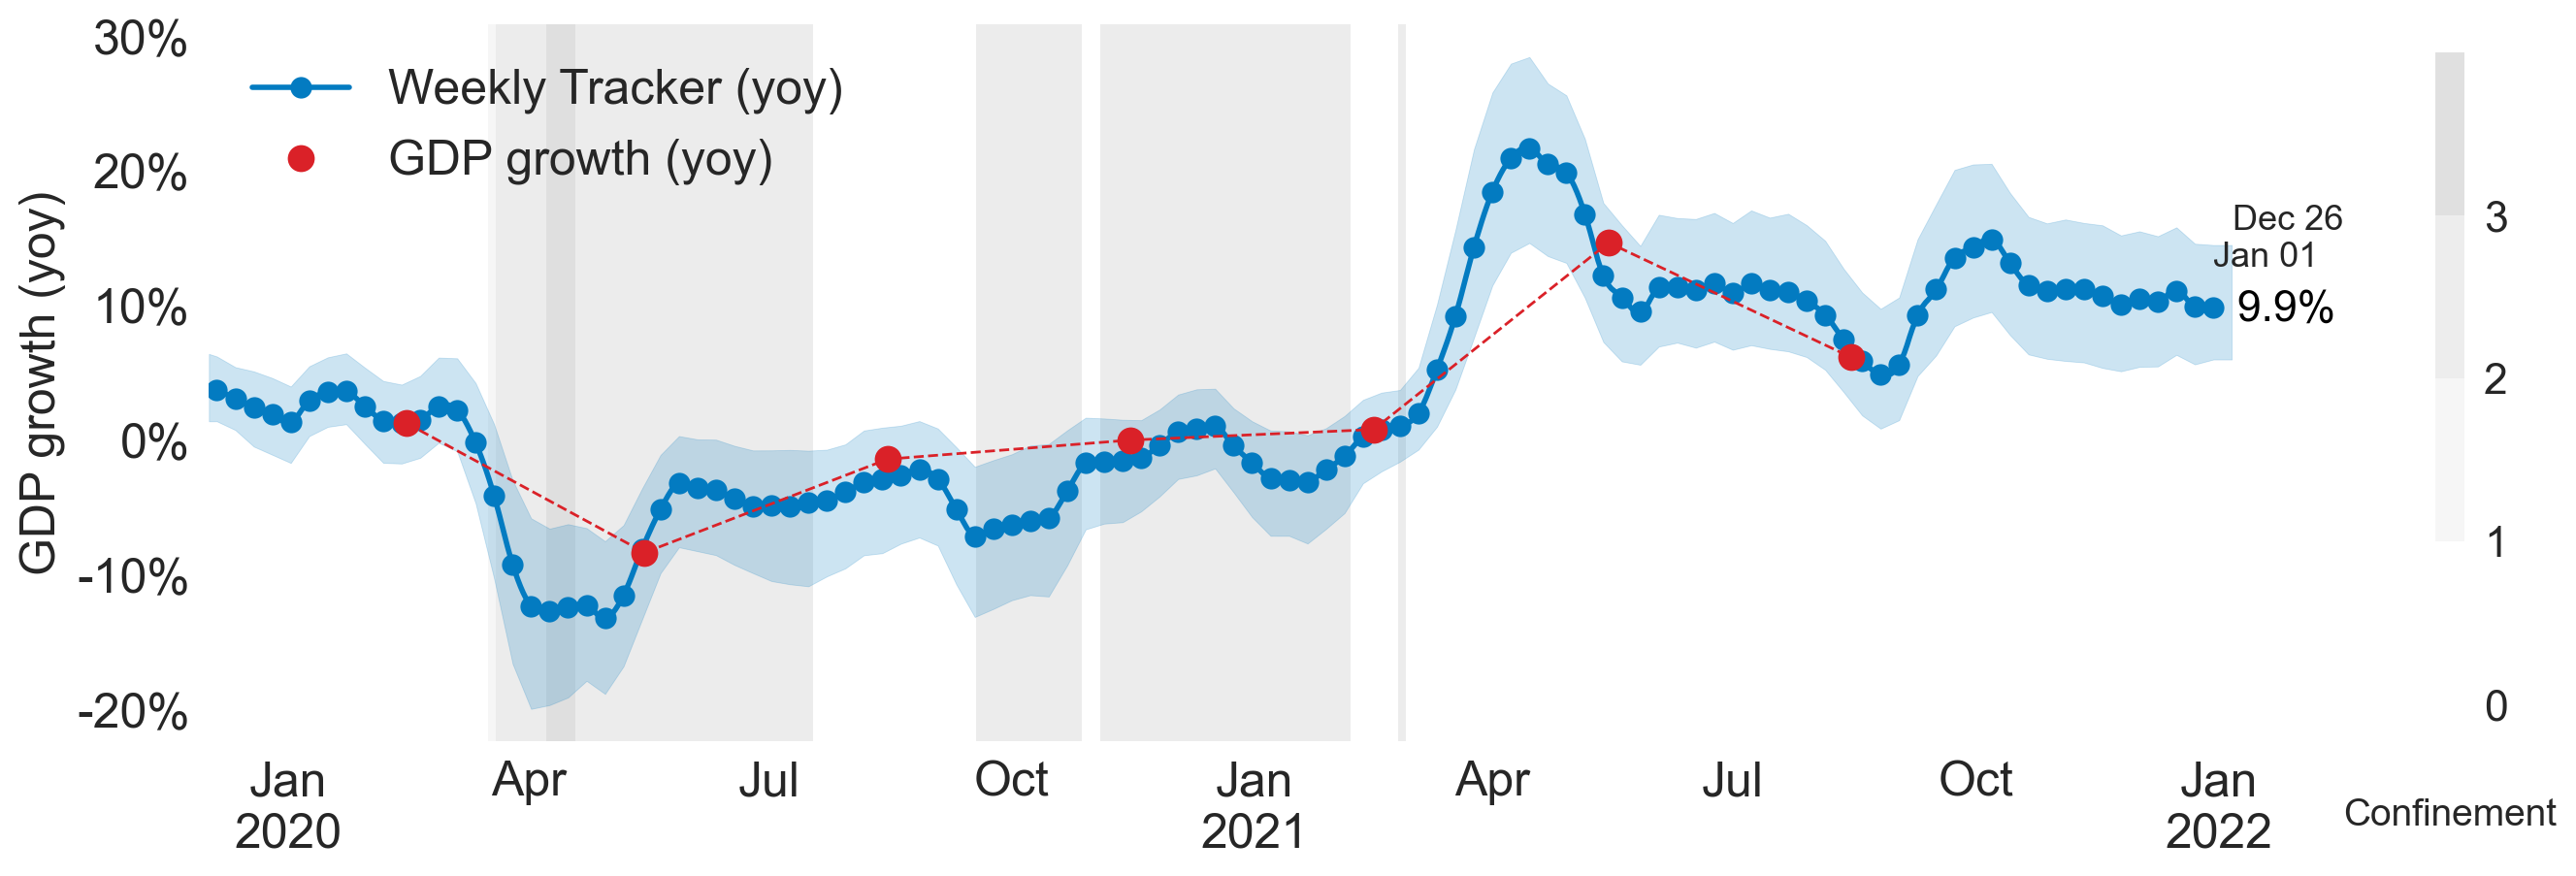 30%
20%
10%
0%
-10%
-20%
GDP growth (yoy)
Weekly Tracker (yoy)
GDP growth (yoy)
Dec 26
Jan 01
9.9%
3
2
1
0
Confinement
Jan Apr Jul Oct Jan Apr Jul Oct Jan
2020 2021 2022